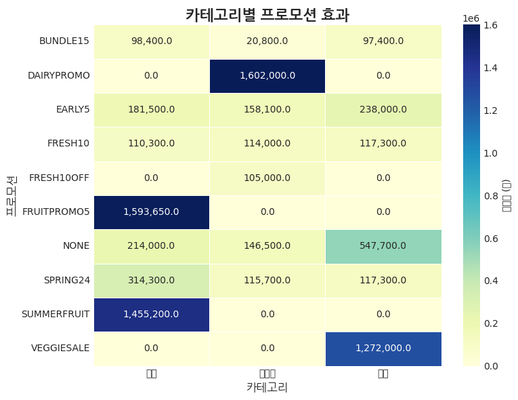 카테고리별 프로모션 효과
1e6
프로모션
BUNDLE15 98,400.0 20,800.0 97,400.0
DAIRYPROMO 0.0 1,602,000.0 0.0
EARLY5 181,500.0 158,100.0 238,000.0
FRESH10 110,300.0 114,000.0 117,300.0
FRESH10OFF 0.0 105,000.0 0.0
FRUITPROMO5 1,593,650.0 0.0 0.0
NONE 214,000.0 146,500.0 547,700.0
SPRING24 314,300.0 115,700.0 117,300.0
SUMMERFRUIT 1,455,200.0 0.0 0.0
VEGGIESALE 0.0 0.0 1,272,000.0
카테고리
1.6
1.4
1.2
1.0
0.8
0.6
0.4
0.2
0.0